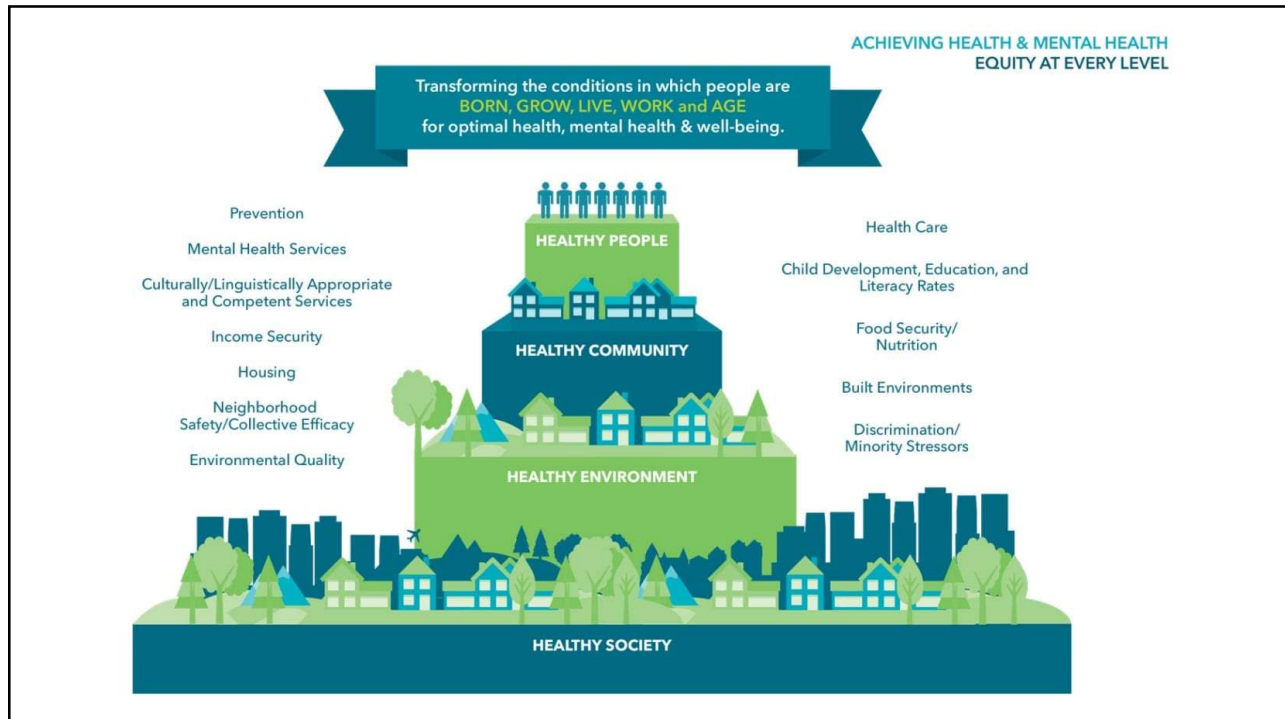 ACHIEVING HEALTH & MENTAL HEALTH
EQUITY AT EVERY LEVEL
Transforming the conditions in which people are
BORN, GROW, LIVE, WORK and AGE
for optimal health, mental health & well-being.
Prevention
Mental Health Services
Culturally/Linguistically Appropriate
and Competent Services
Income Security
Housing
Neighborhood
Safety/Collective Efficacy
Environmental Quality
HEALTHY PEOPLE
HEALTHY COMMUNITY
HEALTHY ENVIRONMENT
HEALTHY SOCIETY
Health Care
Child Development, Education, and
Literacy Rates
Food Security/
Nutrition
Built Environments
Discrimination/
Minority Stressors